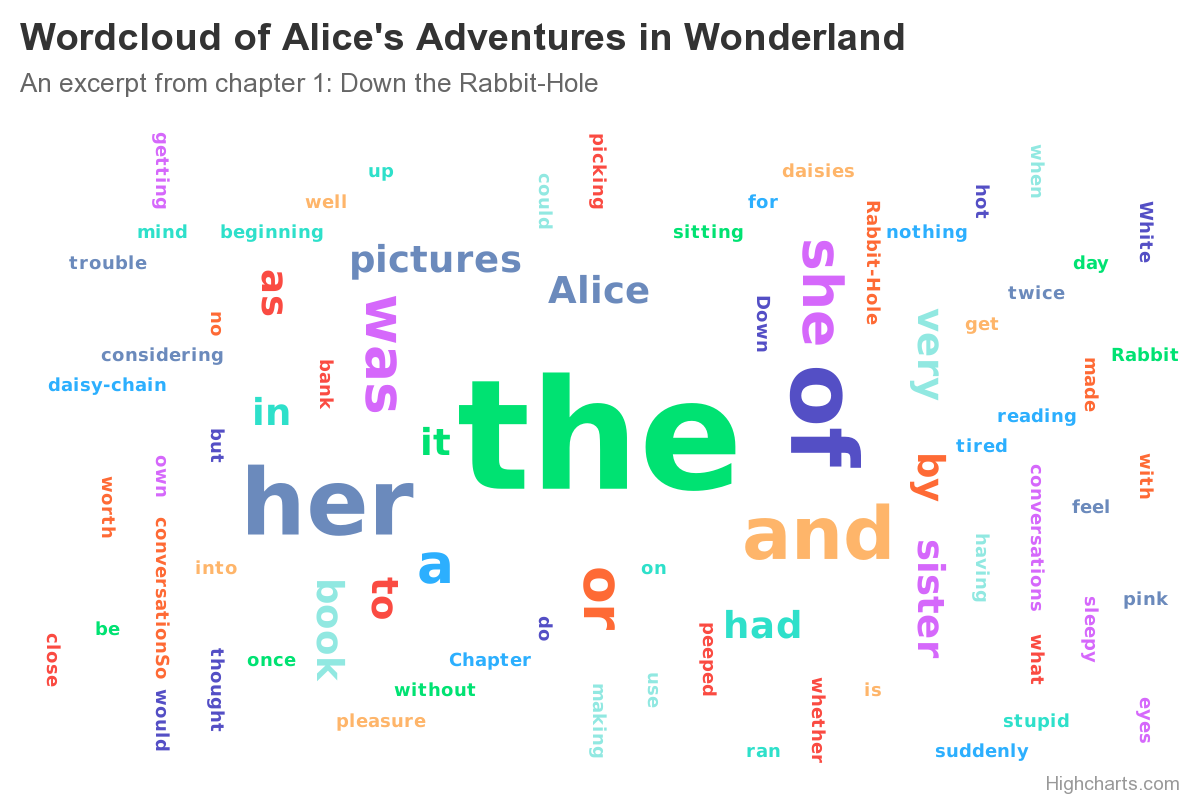 Wordcloud of Alice's Adventures in Wonderland
An excerpt from chapter 1: Down the Rabbit-Hole
getting
picking
when
up
daisies
could
well
for
hot
White
Rabbit-Hole
mind
beginning
sitting
nothing
pictures
she
trouble
day
as
Alice
twice
was
Down
no
very
get
considering
Rabbit
bank
made
daisy-chain
the
of
in
reading
but
it
tired
own
her
by
with
conversations
worth
feel
and
conversationSo
into
a
on
sister
having
book
to
or
pink
be
do
had
sleepy
close
peeped
what
thought
once
Chapter
without
use
is
would
pleasure
making
whether
stupid
eyes
ran
suddenly
Highcharts.com